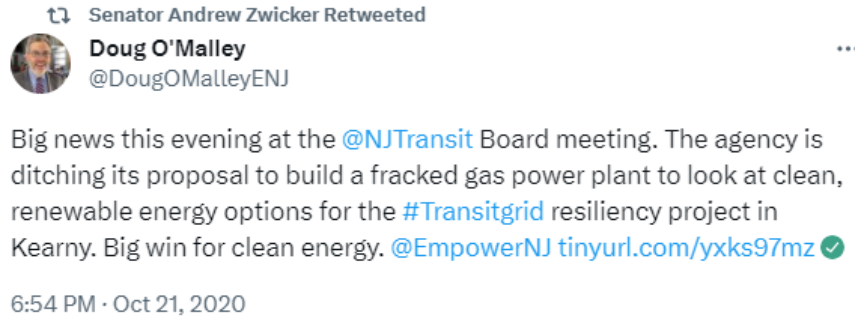 Senator Andrew Zwicker Retweeted
Doug O'Malley
@DougOMalleyENJ
Big news this evening at the @NJTransit Board meeting. The agency is
ditching its proposal to build a fracked gas power plant to look at clean,
renewable energy options for the #Transitgrid resiliency project in
Kearny. Big win for clean energy. @EmpowerNJ tinyurl.com/yxks97mz
6:54 PM · Oct 21, 2020